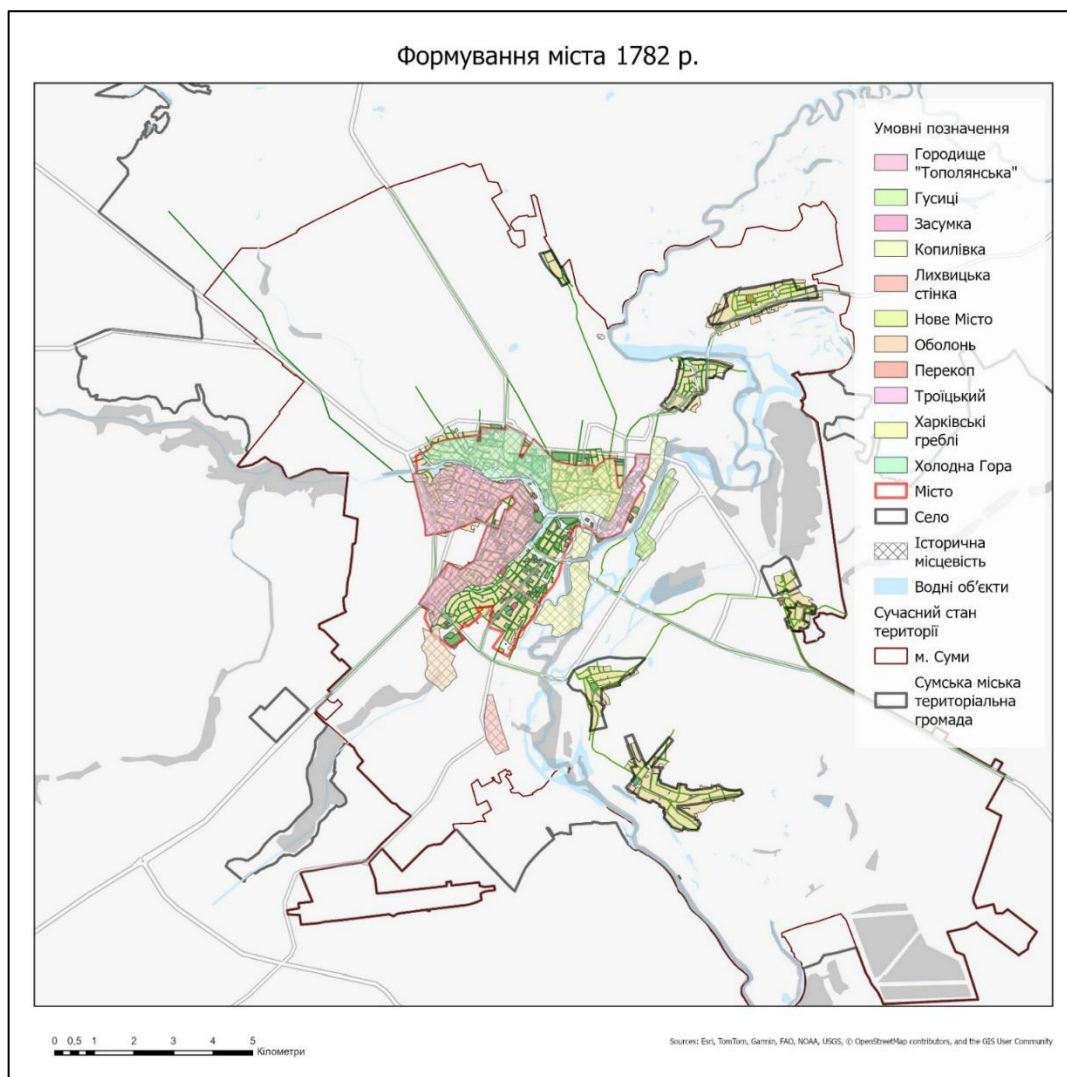 Формування міста 1782 р.
Умовні позначення
Городище
"Тополянська"
Гусиці
Засумка
Копилівка
Лихвицька
стінка
Нове Місто
Оболонь
Перекоп
Троїцький
Харківські
греблі
Холодна Гора
Місто
Село
Історична
місцевість
Водні об'єкти
Сучасний стан
території
м. Суми
Сумська міська
територіальна
громада
0 0,5 1 2 3 4 5
Кілометри
Sources: Esri, TomTom, Garmin, FAO, NOAA, USGS, © OpenStreetMap contributors, and the GIS User Community